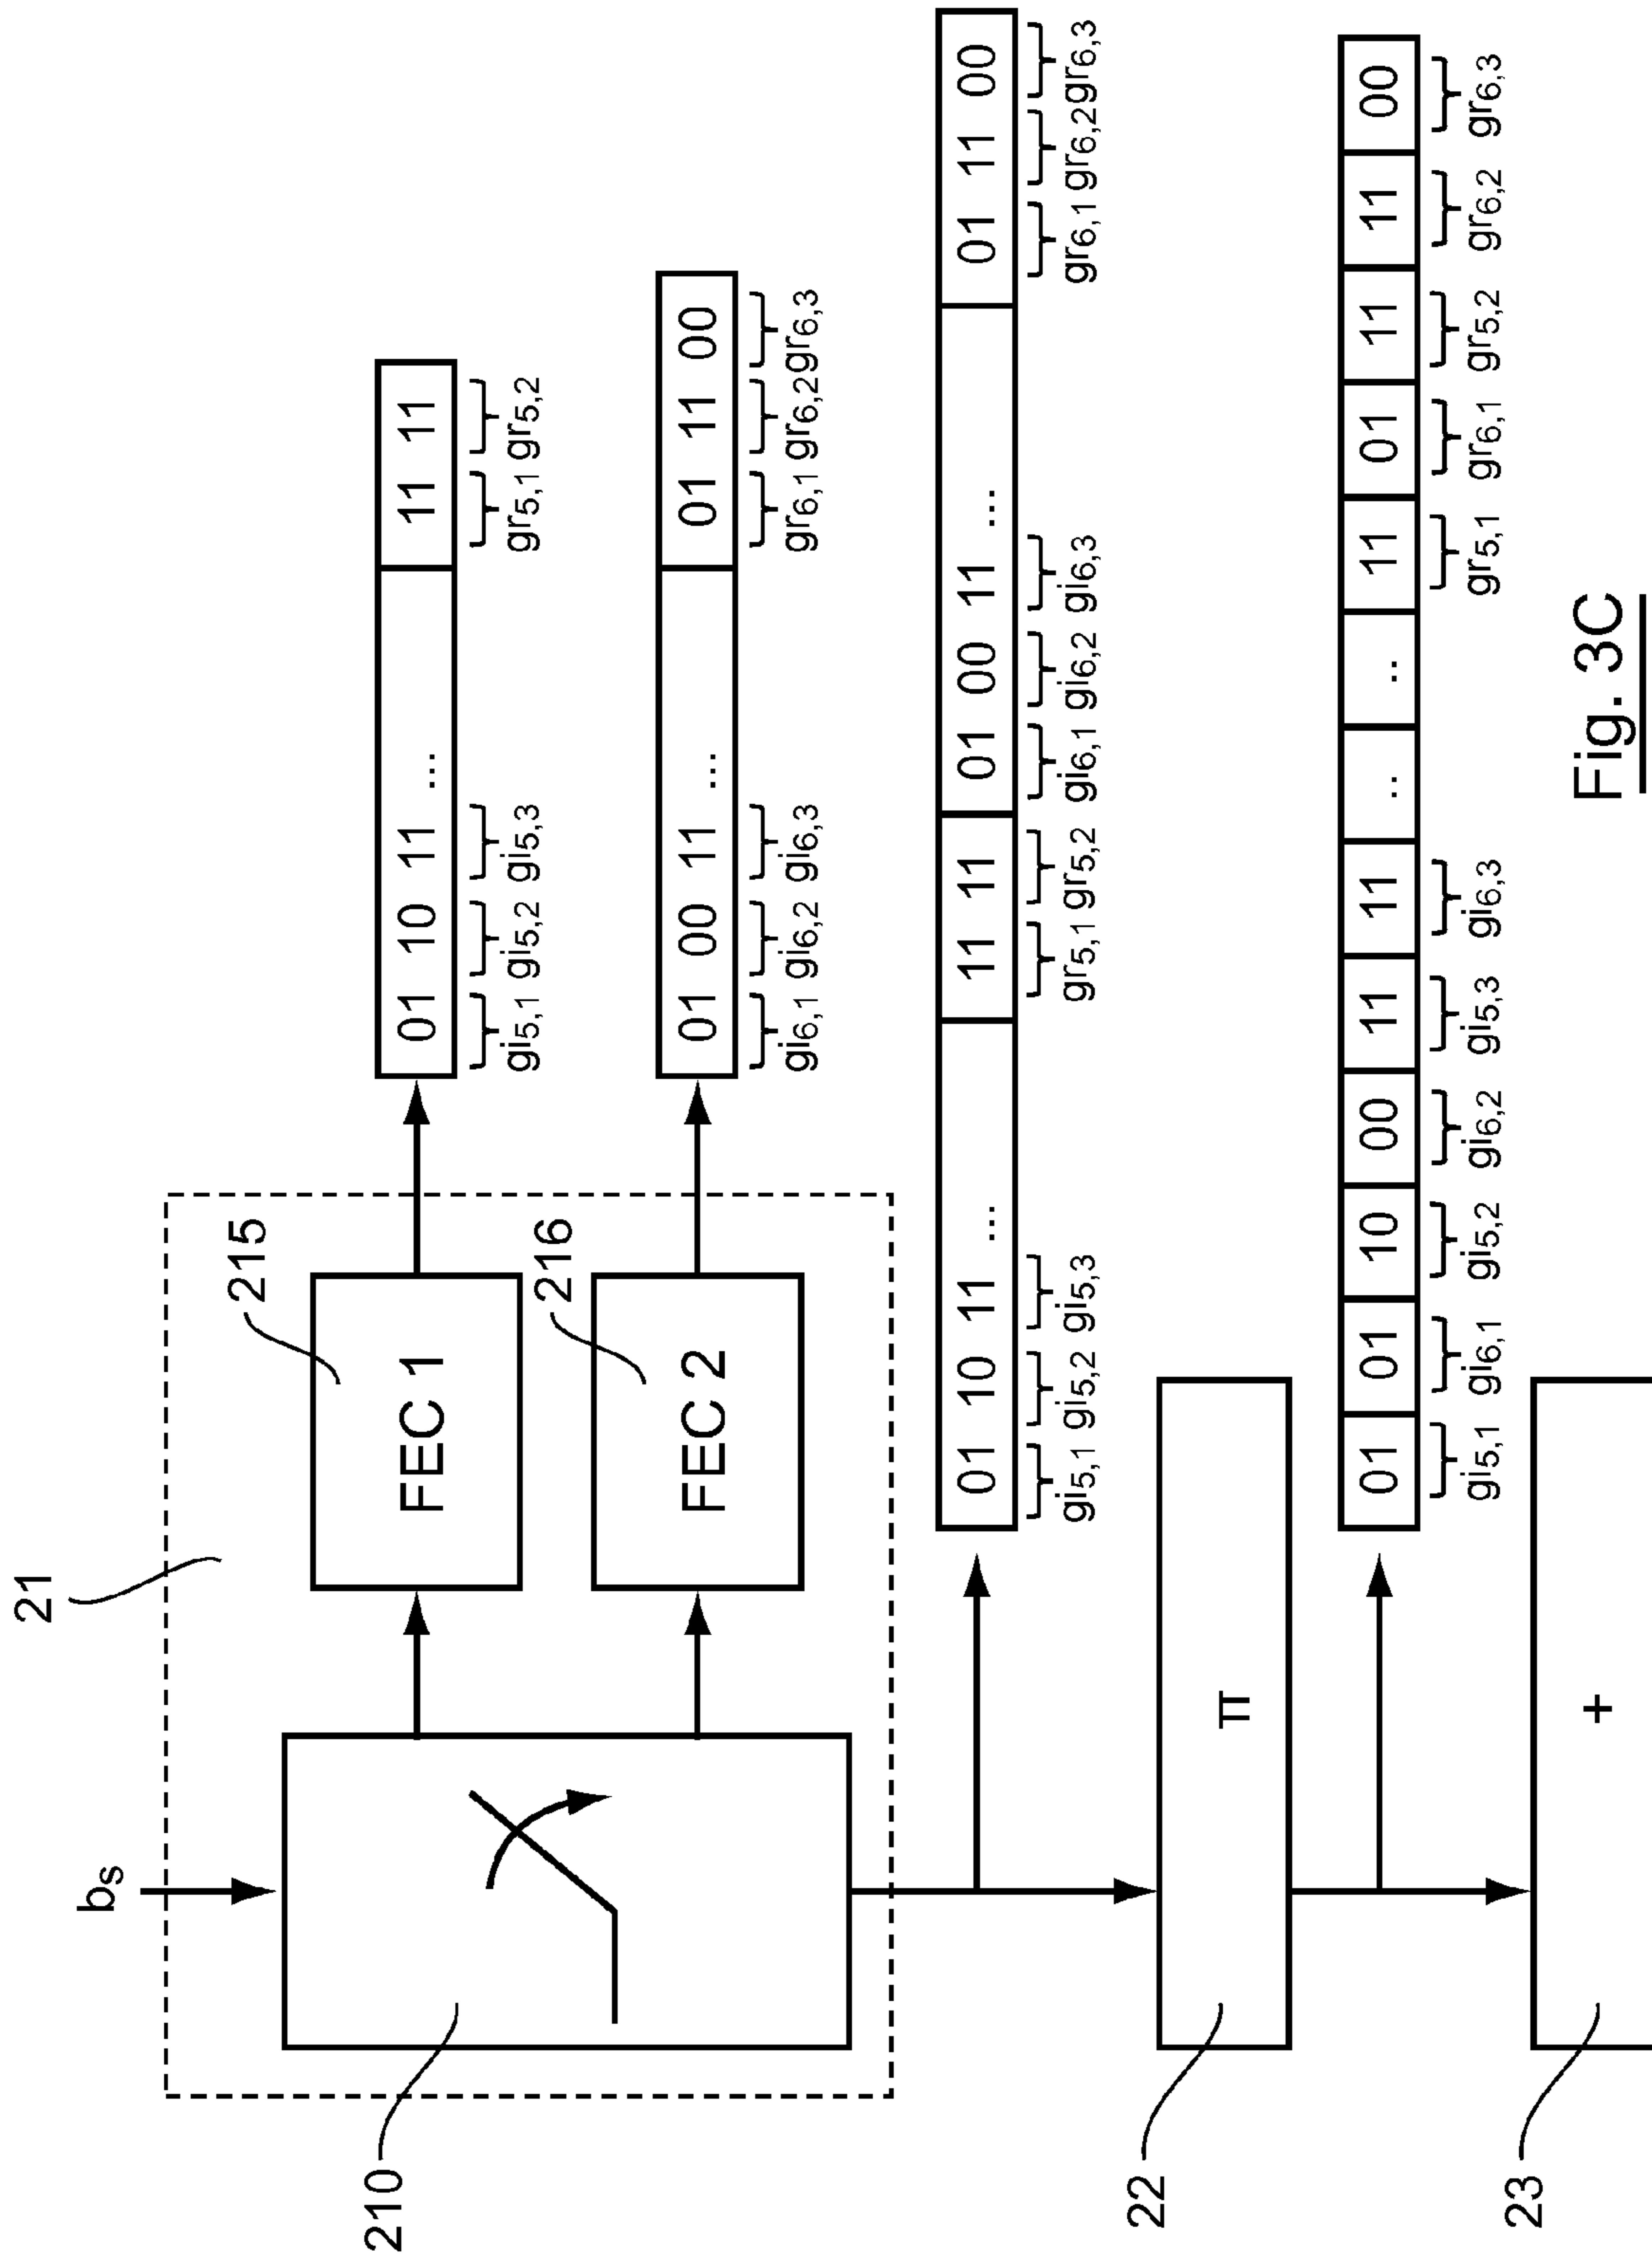 21
b_s
215
FEC 1
01 10 11 ... 11 11
gi5,1 gi5,2 gi5,3 gr5,1 gr5,2
216
FEC 2
01 00 11 ... 01 11 00
gi6,1 gi6,2 gi6,3 gr6,1 gr6,2 gr6,3
210
01 10 11 ... 11 11 01 00 11 ... 01 11 00
gi5,1 gi5,2 gi5,3 gr5,1 gr5,2 gi6,1 gi6,2 gi6,3 gr6,1 gr6,2 gr6,3
π
22
01 01 10 00 11 11 .. .. 11 01 11 11 00
gi5,1 gi6,1 gi5,2 gi6,2 gi5,3 gi6,3 gr5,1 gr6,1 gr5,2 gr6,2 gr6,3
+
23
Fig. 3C